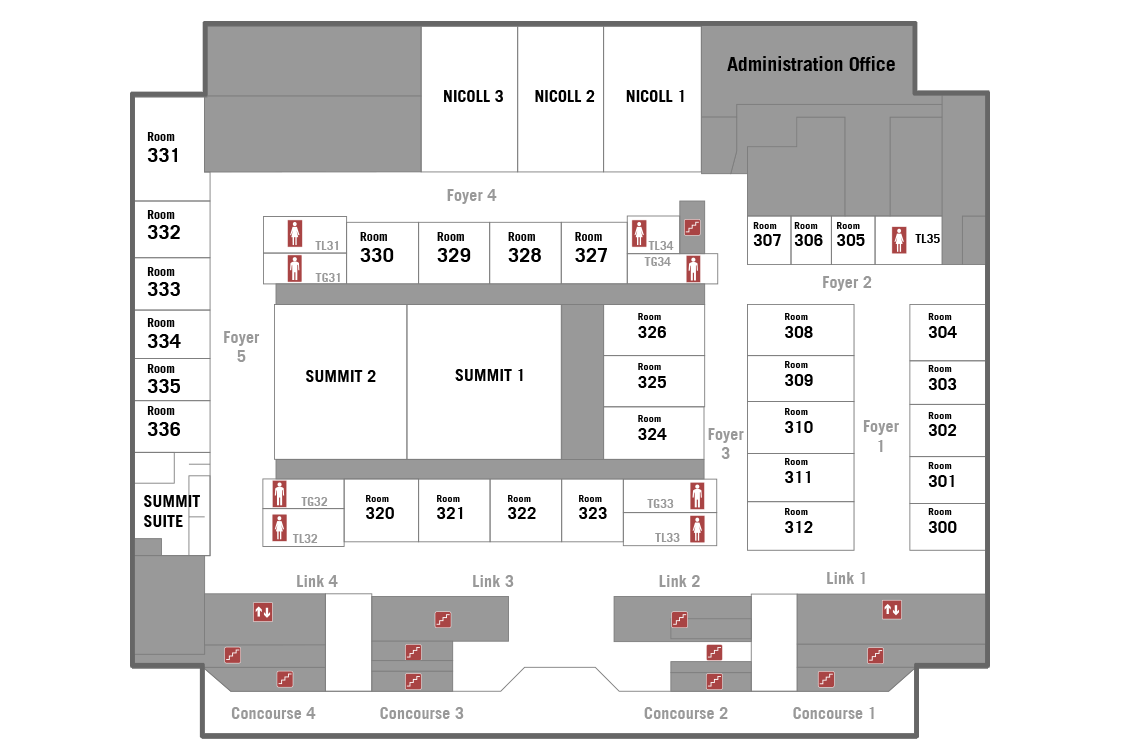 Administration Office
NICOLL 3
NICOLL 2
NICOLL 1
Room
331
Foyer 4
Room
332
TL31
Room
330
Room
329
Room
328
Room
327
TL34
Room
307
Room
306
Room
305
TL35
TG31
TG34
Room
333
Foyer 2
Room
334
Foyer
5
Room
326
Room
308
Room
304
Room
335
SUMMIT 2
SUMMIT 1
Room
325
Room
309
Room
303
Room
336
Room
324
Foyer
3
Room
310
Foyer
1
Room
302
Room
311
Room
301
SUMMIT
SUITE
TG32
Room
320
Room
321
Room
322
Room
323
TG33
Room
312
Room
300
TL32
TL33
Link 4
Link 3
Link 2
Link 1
Concourse 4
Concourse 3
Concourse 2
Concourse 1